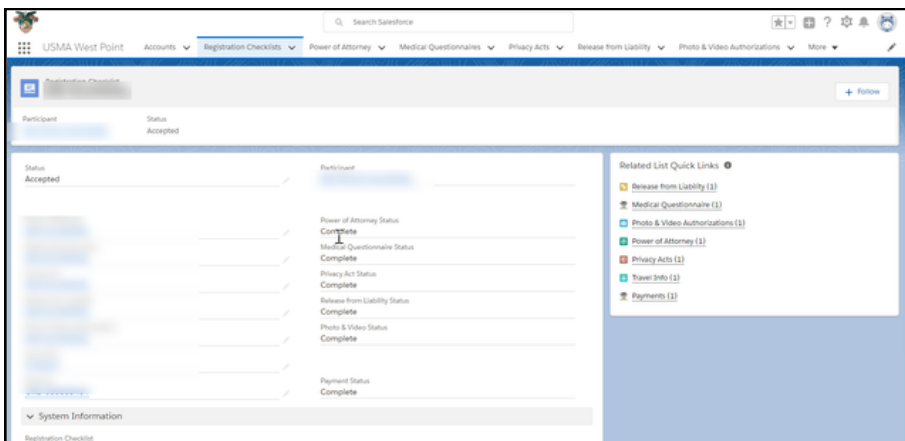 Search Salesforce
USMA West Point
Accounts
Registration Checklists
Power of Attorney
Medical Questionnaires
Privacy Acts
Release from Liability
Photo & Video Authorizations
More
Registration Checklist
+ Follow
Participant
Status
Accepted
Status
Accepted
Participant
Power of Attorney Status
Complete
Medical Questionnaire Status
Complete
Privacy Act Status
Complete
Release from Liability Status
Complete
Photo & Video Status
Complete
Payment Status
Complete
System Information
Registration Checklist
Related List Quick Links
Release from Liability (1)
Medical Questionnaire (1)
Photo & Video Authorizations (1)
Power of Attorney (1)
Privacy Acts (1)
Travel Info (1)
Payments (1)